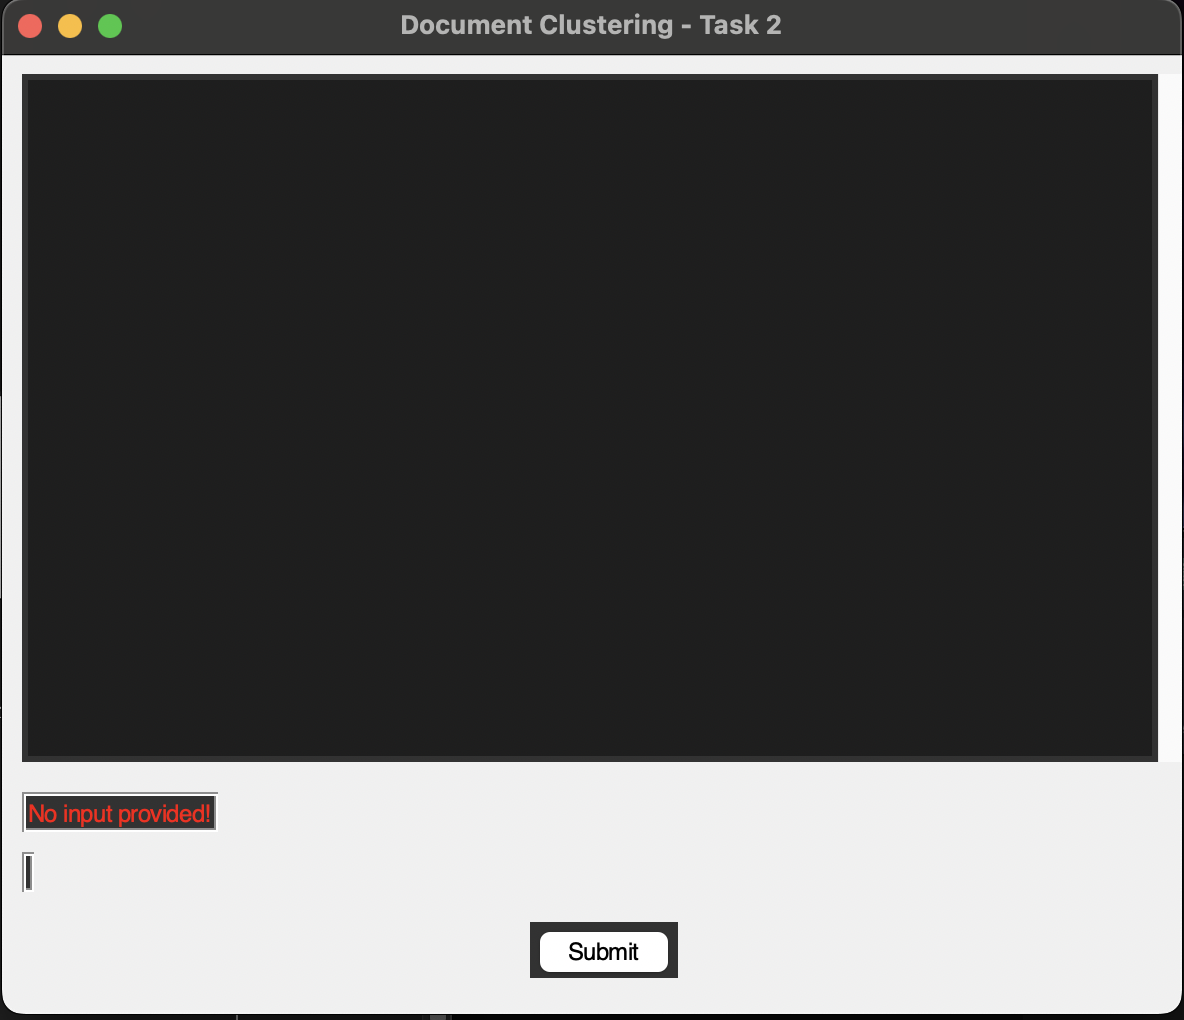 Document Clustering - Task 2
No input provided!
Submit